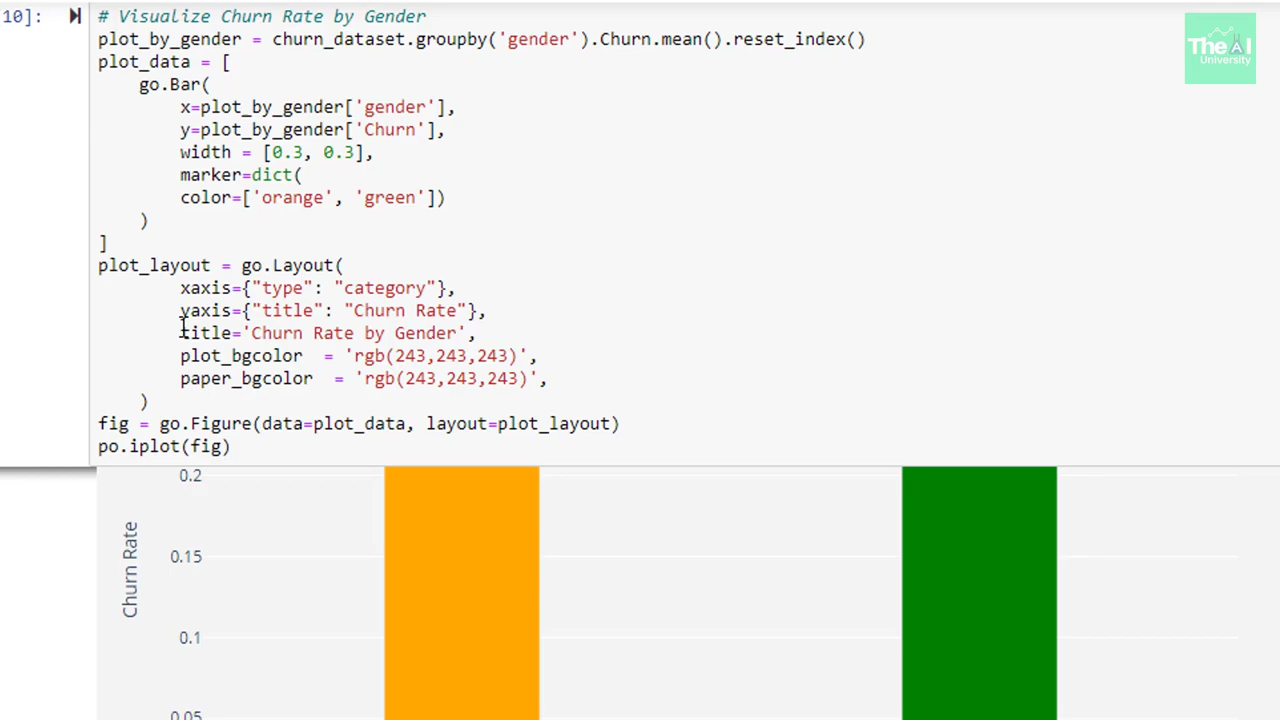 10]:
# Visualize Churn Rate by Gender
plot_by_gender = churn_dataset.groupby('gender').Churn.mean().reset_index()
plot_data = [
go.Bar(
x=plot_by_gender['gender'],
y=plot_by_gender['Churn'],
width = [0.3, 0.3],
marker=dict(
color=['orange', 'green'])
)
]
plot_layout = go.Layout(
xaxis={"type": "category"},
yaxis={"title": "Churn Rate"},
title='Churn Rate by Gender',
plot_bgcolor  = 'rgb(243,243,243)',
paper_bgcolor  = 'rgb(243,243,243)',
)
fig = go.Figure(data=plot_data, layout=plot_layout)
po.iplot(fig)
The AI
University
0.2
0.15
0.1
0.05
Churn Rate